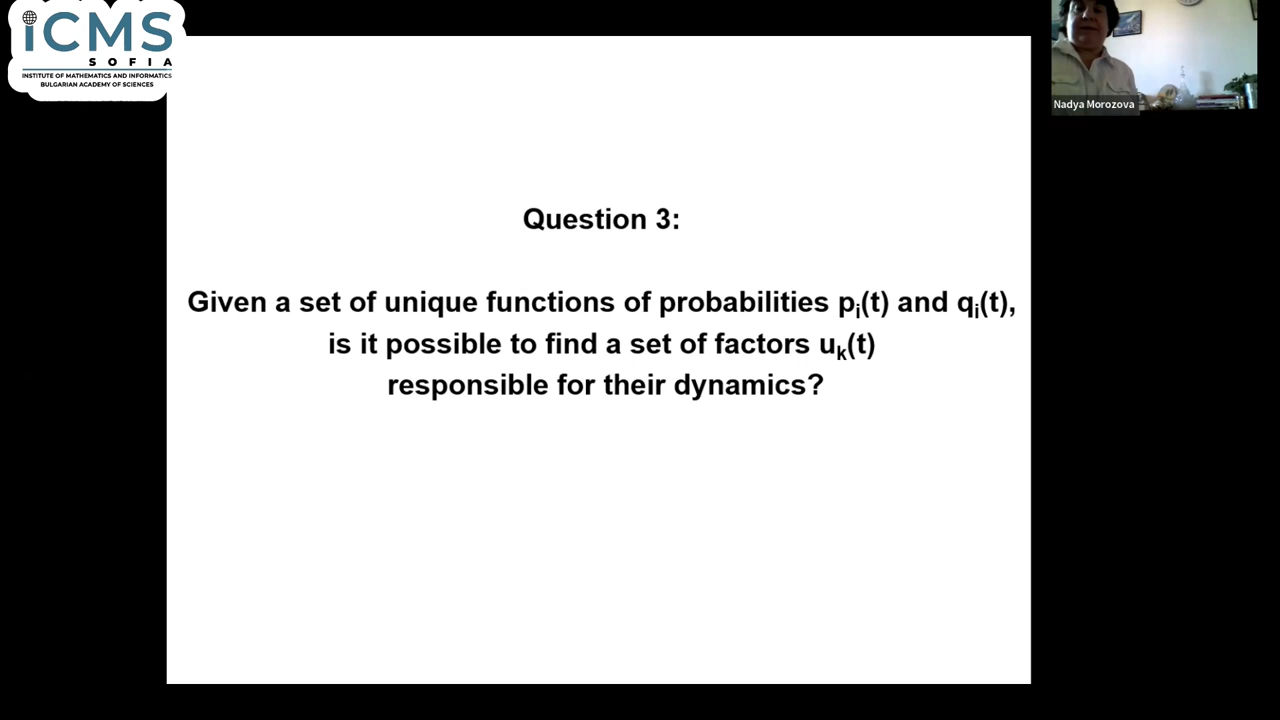 iCMS
SOFIA
INSTITUTE OF MATHEMATICS AND INFORMATICS
BULGARIAN ACADEMY OF SCIENCES
Nadya Morozova
Question 3:
Given a set of unique functions of probabilities pᵢ(t) and qᵢ(t),
is it possible to find a set of factors uₖ(t)
responsible for their dynamics?